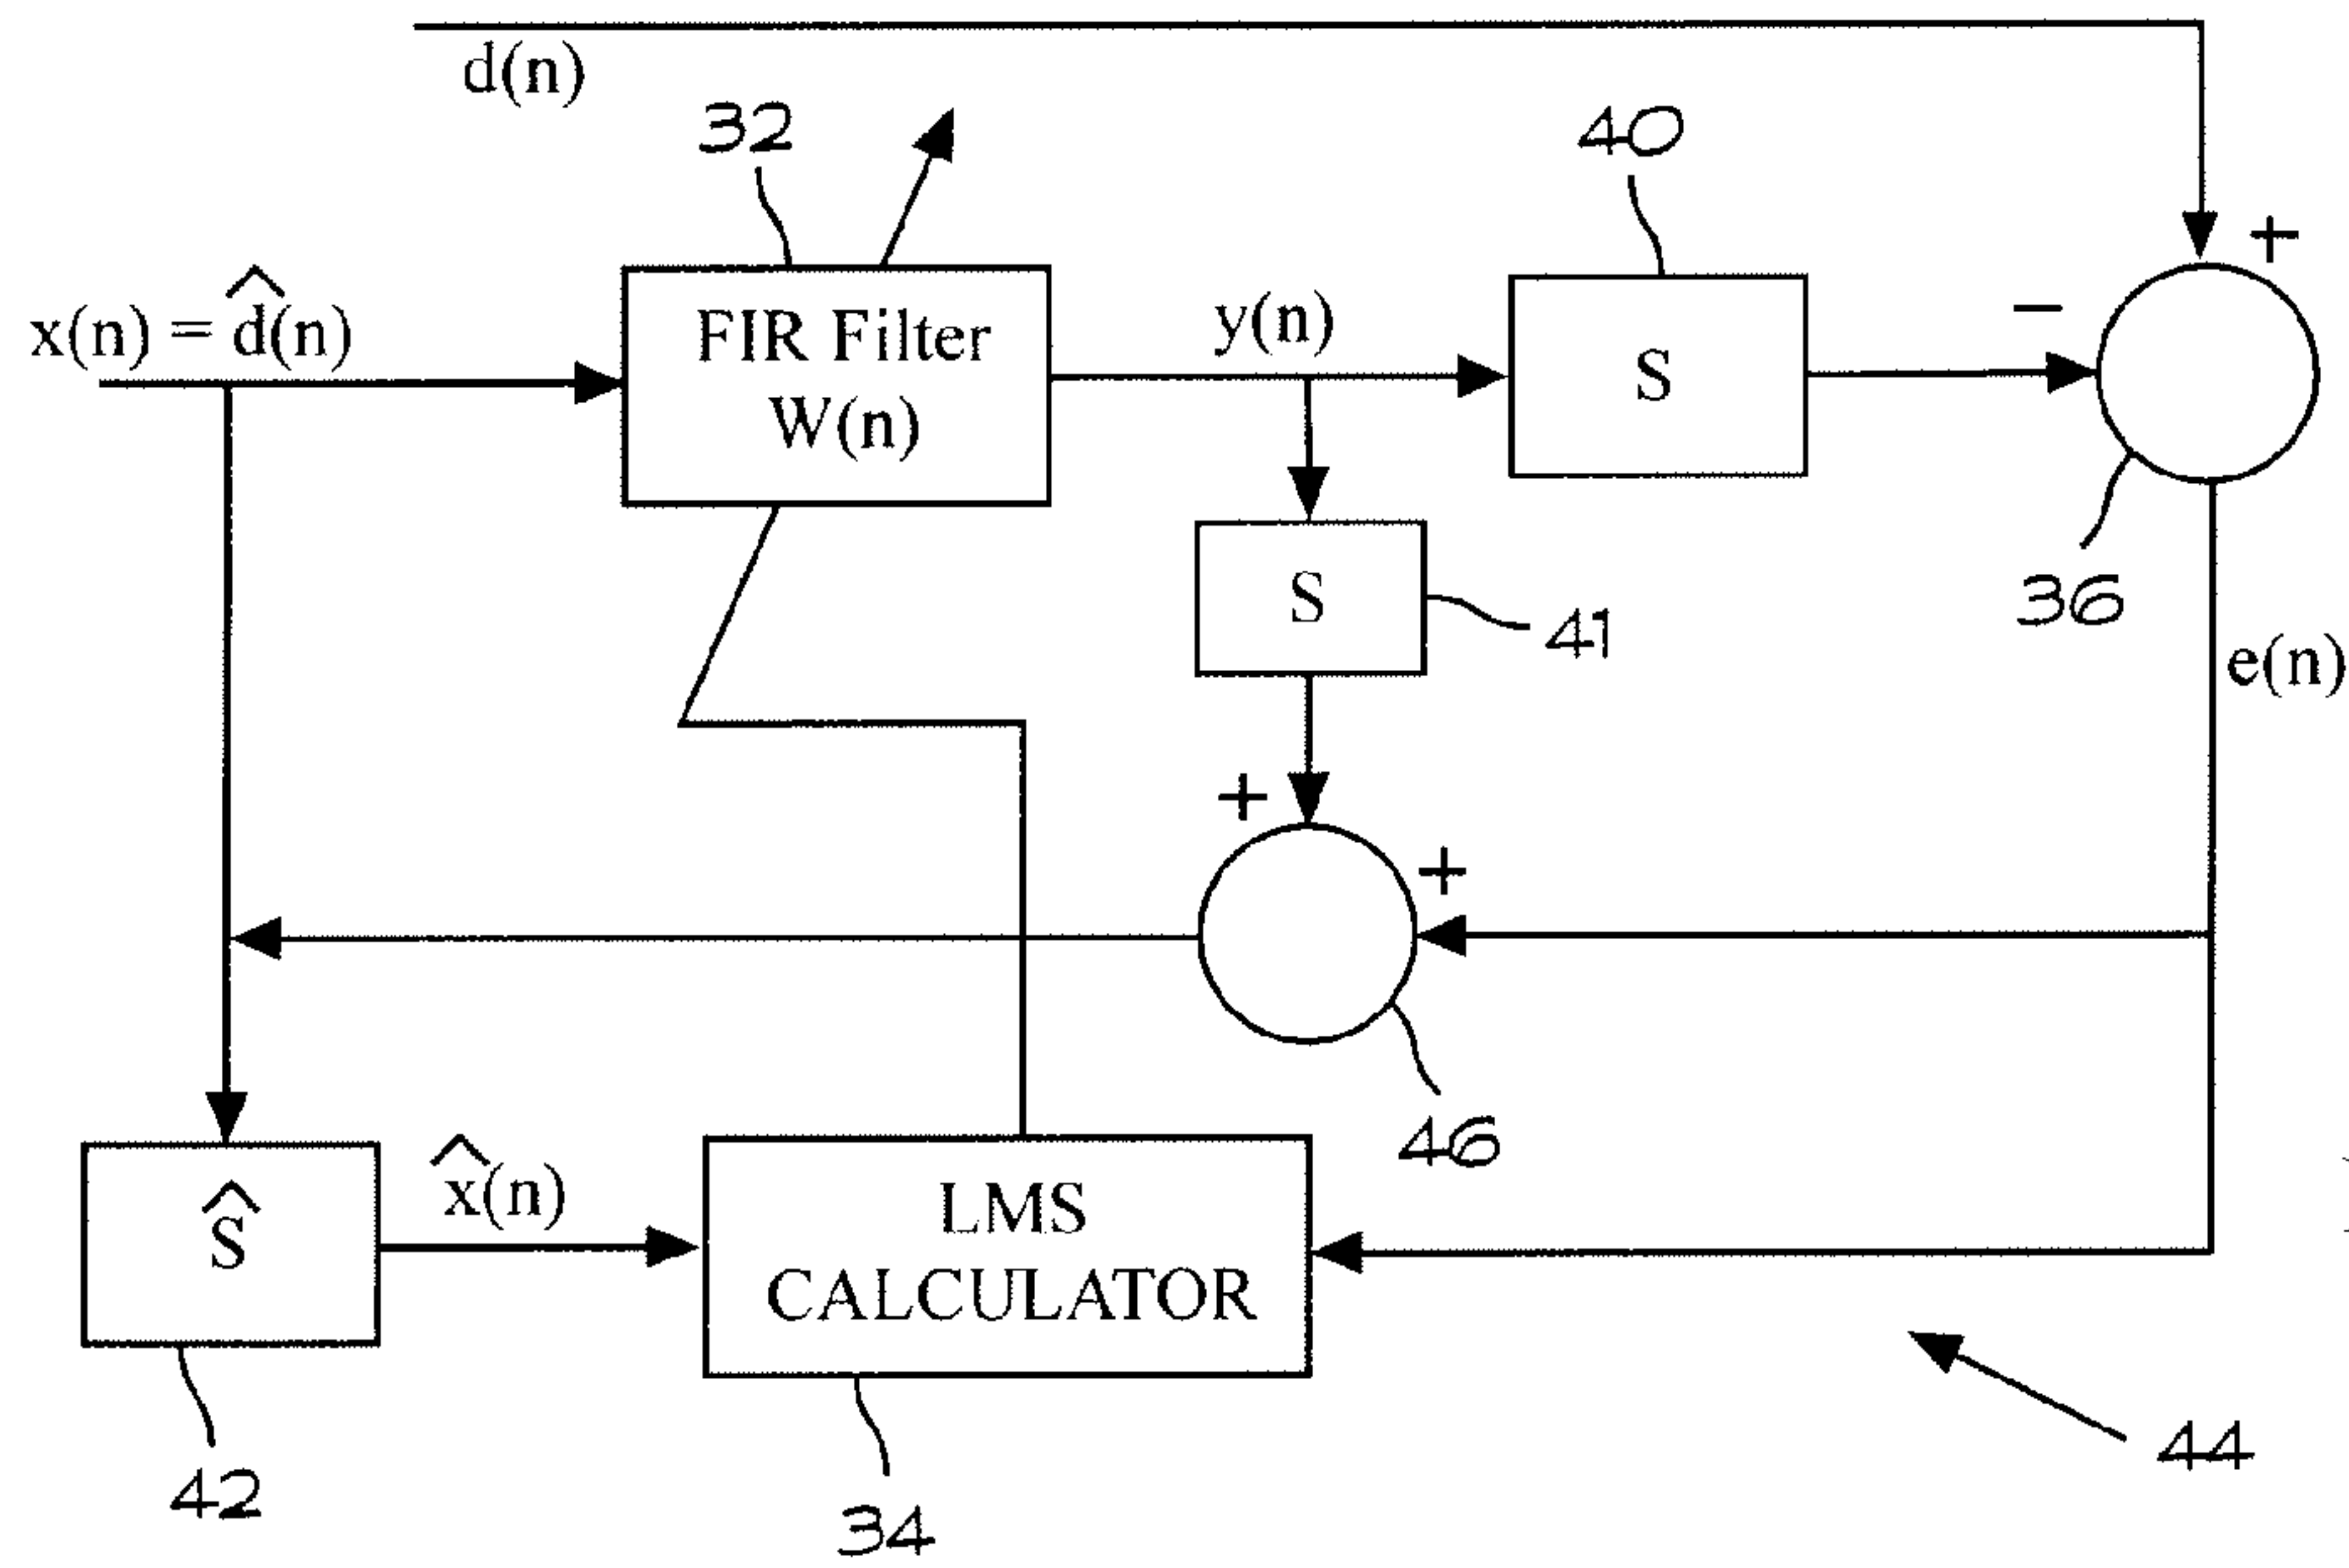 d(n)
32
40
+
x(n) = d̂(n)
FIR Filter
W(n)
y(n)
S
−
S
41
36
e(n)
+
+
46
Ŝ
x̂(n)
LMS
CALCULATOR
42
34
44